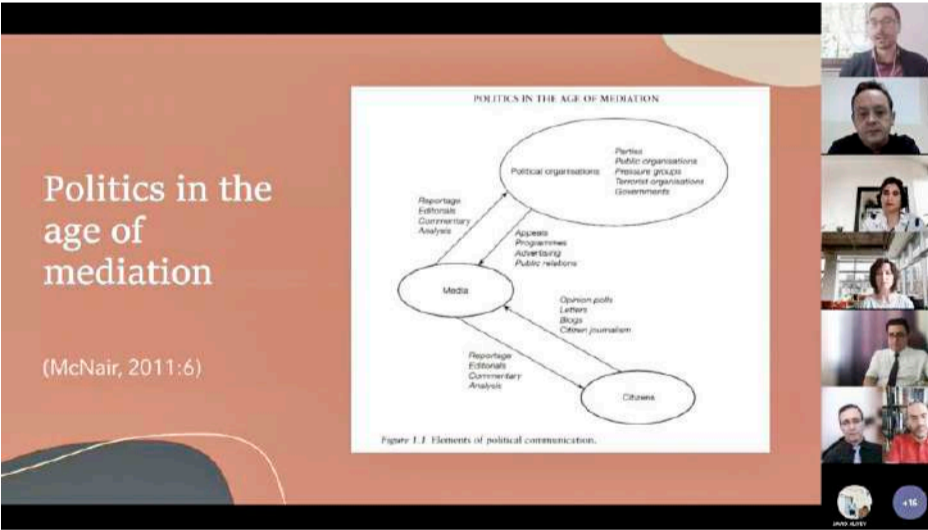 Politics in the
age of
mediation
(McNair, 2011:6)
POLITICS IN THE AGE OF MEDIATION
Political organisations
Parties
Public organisations
Pressure groups
Terrorist organisations
Governments
Reportage
Editorials
Commentary
Analysis
Appeals
Programmes
Advertising
Public relations
Media
Opinion polls
Letters
Blogs
Citizen journalism
Reportage
Editorials
Commentary
Analysis
Citizens
Figure 1.1 Elements of political communication.
+16